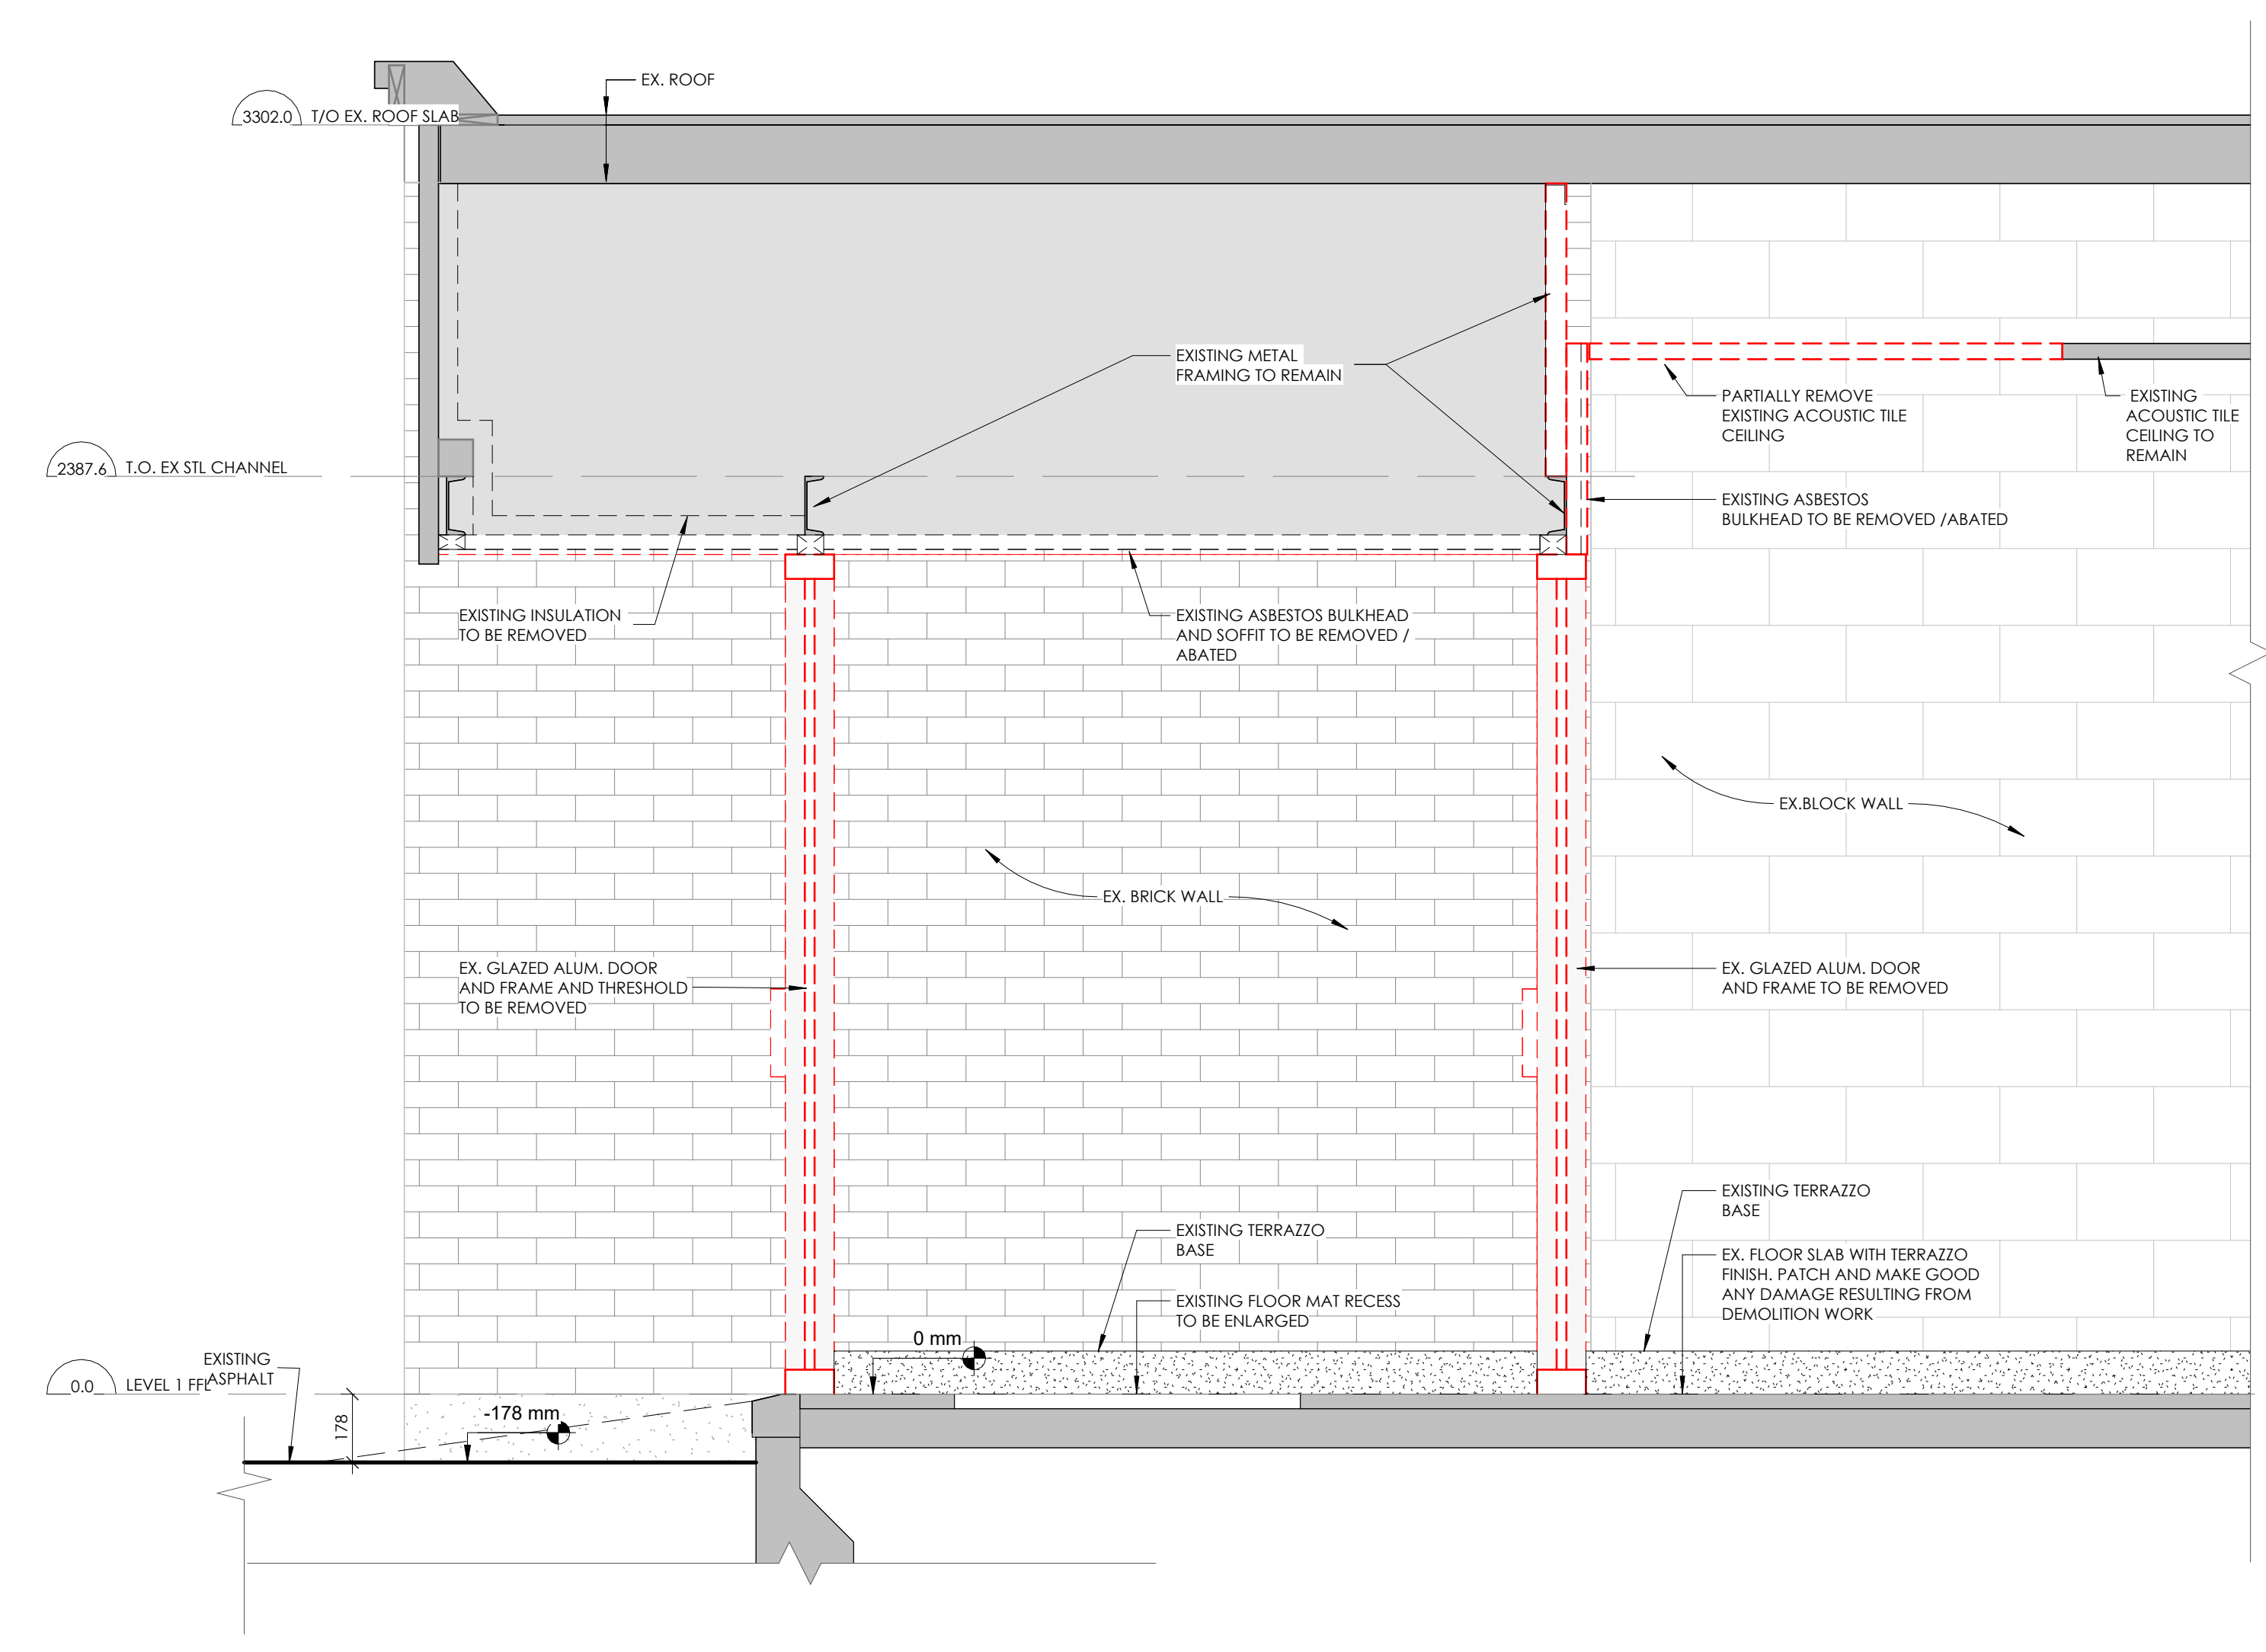 EX. ROOF
3302.0 T/O EX. ROOF SLAB
EXISTING METAL
FRAMING TO REMAIN
PARTIALLY REMOVE
EXISTING ACOUSTIC TILE
CEILING
EXISTING
ACOUSTIC TILE
CEILING TO
REMAIN
2387.6 T.O. EX STL CHANNEL
EXISTING ASBESTOS
BULKHEAD TO BE REMOVED /ABATED
EXISTING INSULATION
TO BE REMOVED
EXISTING ASBESTOS BULKHEAD
AND SOFFIT TO BE REMOVED /
ABATED
EX.BLOCK WALL
EX. BRICK WALL
EX. GLAZED ALUM. DOOR
AND FRAME AND THRESHOLD
TO BE REMOVED
EX. GLAZED ALUM. DOOR
AND FRAME TO BE REMOVED
EXISTING TERRAZZO
BASE
EXISTING TERRAZZO
BASE
EX. FLOOR SLAB WITH TERRAZZO
FINISH. PATCH AND MAKE GOOD
ANY DAMAGE RESULTING FROM
DEMOLITION WORK
EXISTING FLOOR MAT RECESS
TO BE ENLARGED
0 mm
EXISTING
ASPHALT
0.0 LEVEL 1 FFL
-178 mm
178